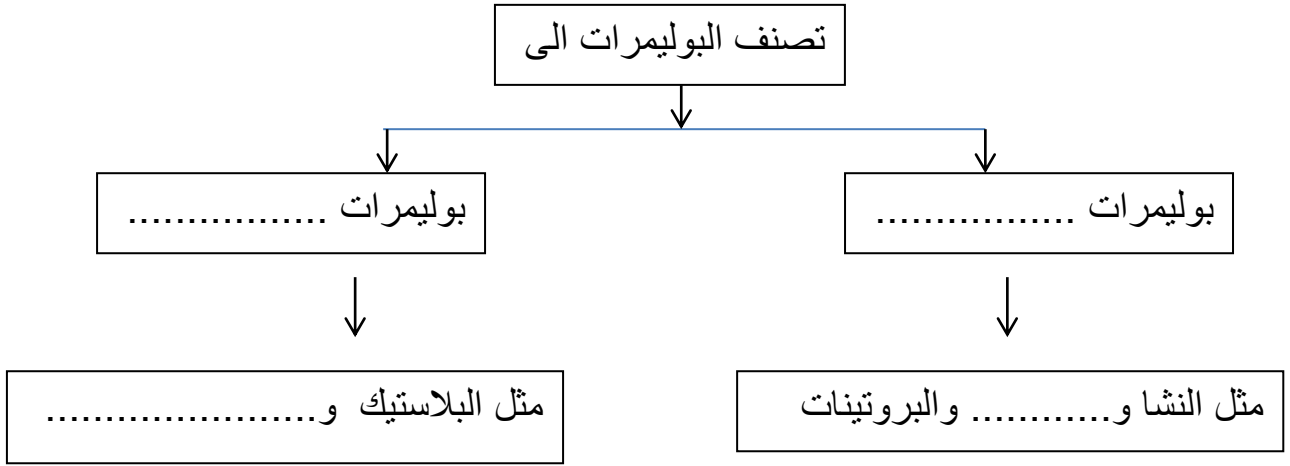 تصنف البوليمرات الى
بوليمرات .................
بوليمرات .................
مثل النشا و............ والبروتينات
مثل البلاستيك و.......................